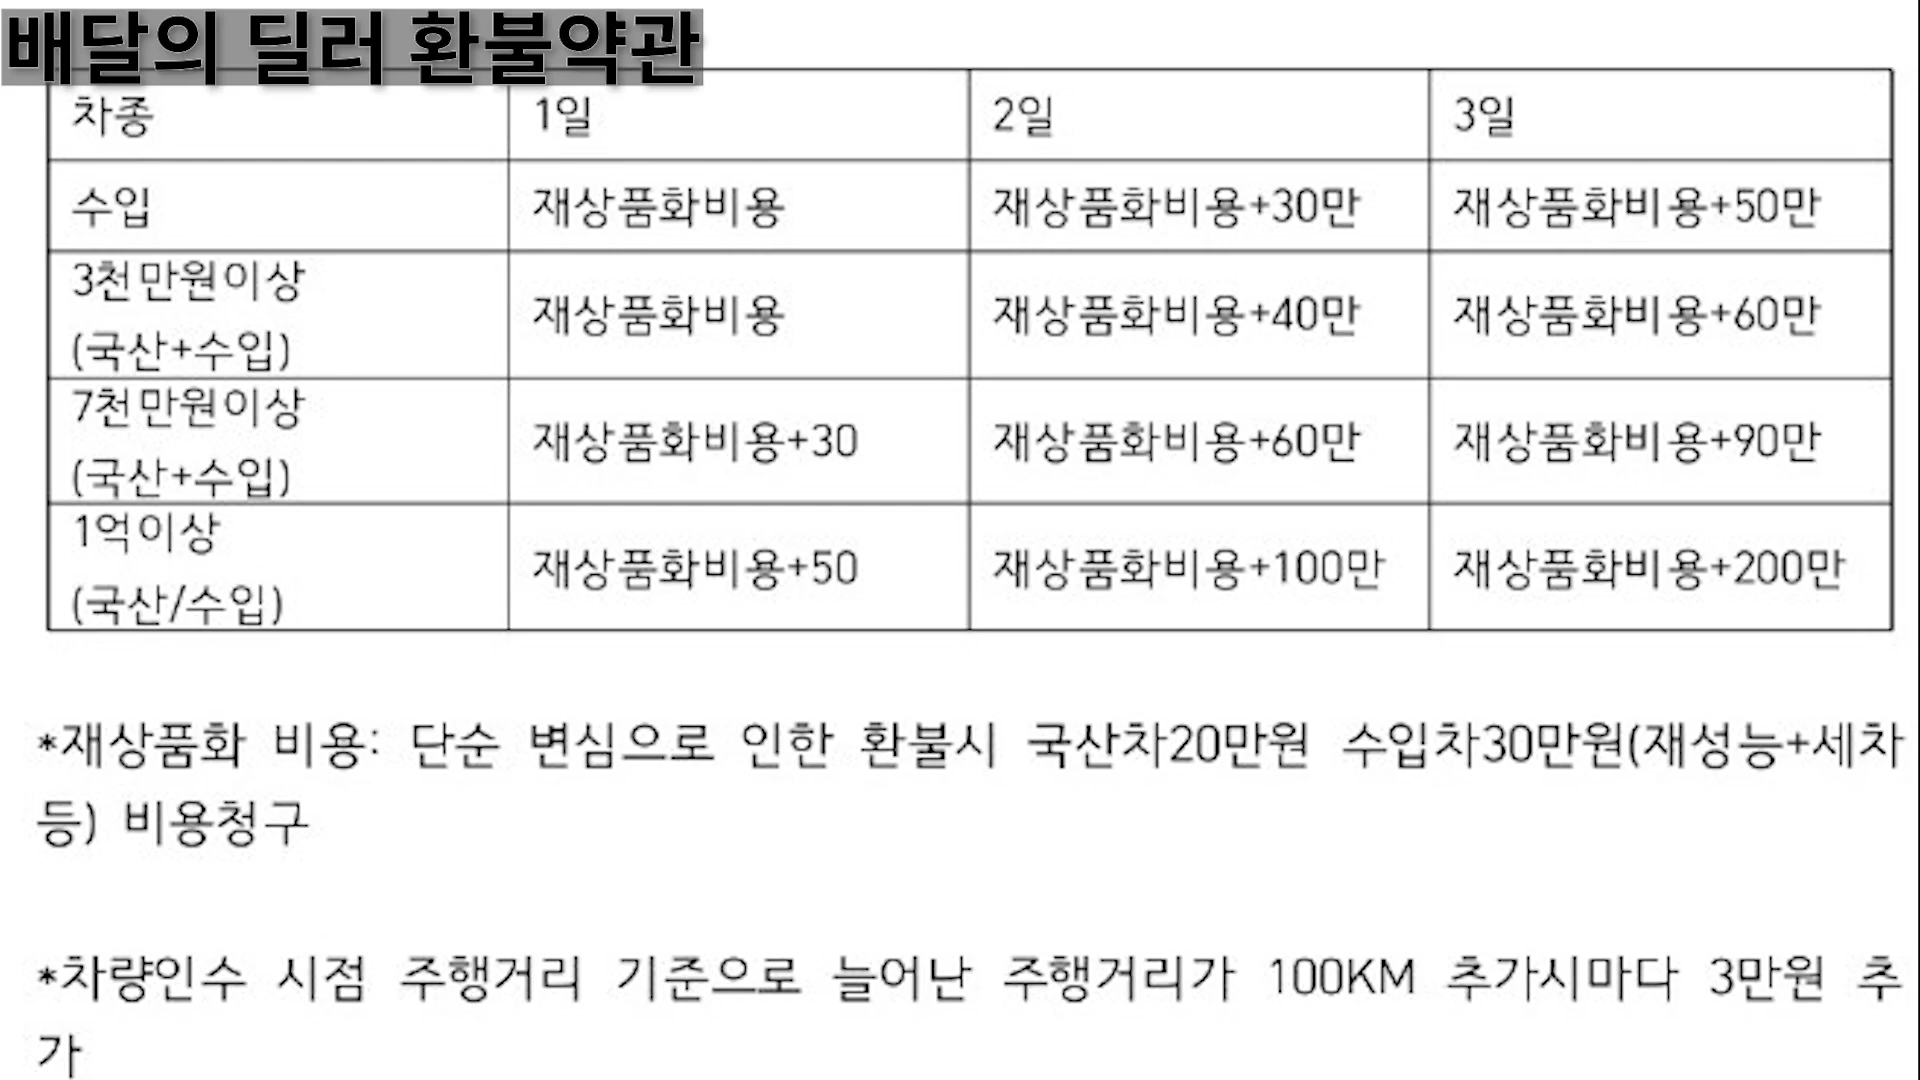 배달의 딜러 환불약관
차종 1일 2일 3일
수입 재상품화비용 재상품화비용+30만 재상품화비용+50만
3천만원이상
(국산+수입) 재상품화비용 재상품화비용+40만 재상품화비용+60만
7천만원이상
(국산+수입) 재상품화비용+30 재상품화비용+60만 재상품화비용+90만
1억이상
(국산/수입) 재상품화비용+50 재상품화비용+100만 재상품화비용+200만
*재상품화 비용: 단순 변심으로 인한 환불시 국산차20만원 수입차30만원(재성능+세차
등) 비용청구
*차량인수 시점 주행거리 기준으로 늘어난 주행거리가 100KM 추가시마다 3만원 추
가